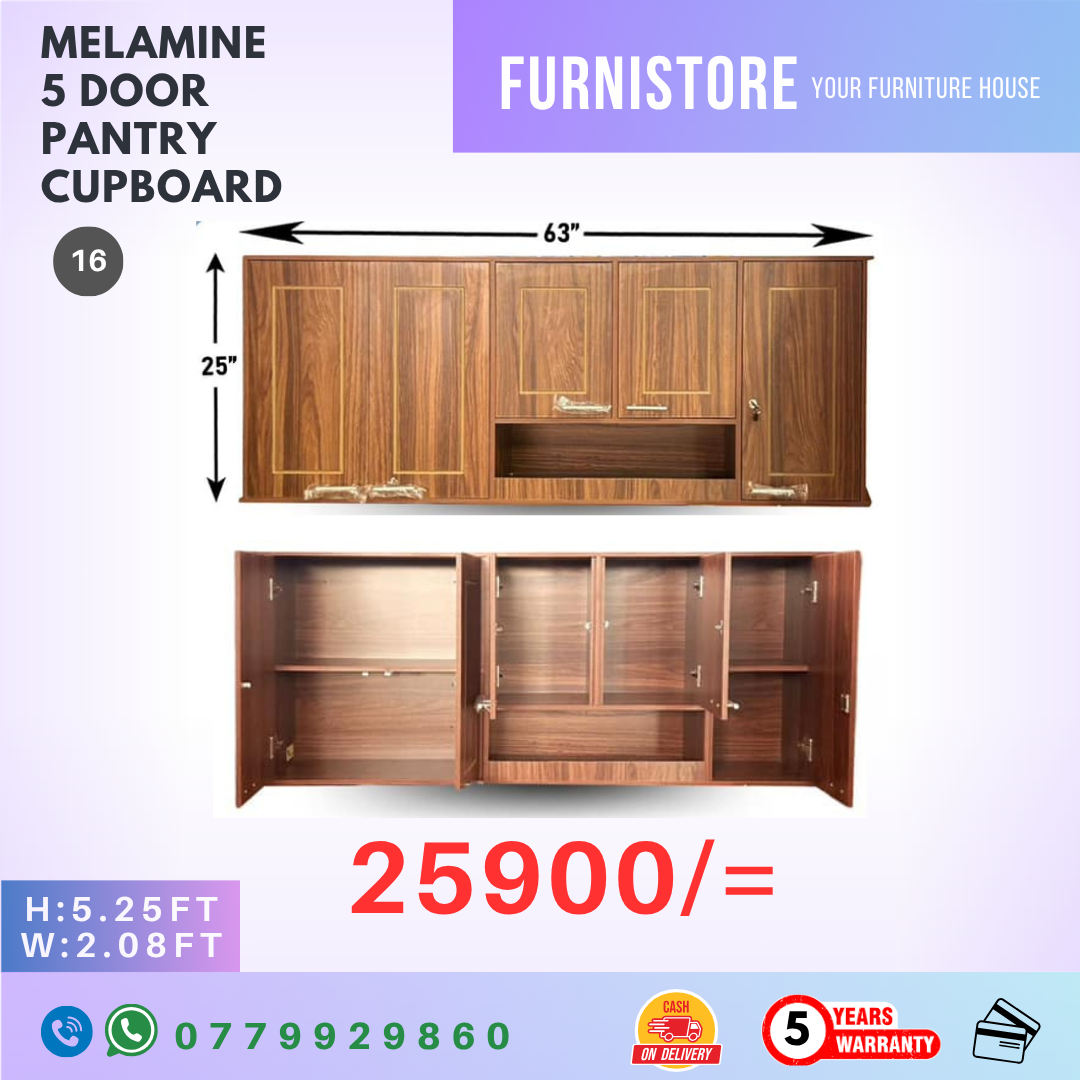 MELAMINE
5 DOOR
PANTRY
CUPBOARD
FURNISTORE YOUR FURNITURE HOUSE
16
63”
25”
25900/=
H:5.25FT
W:2.08FT
0779929860
CASH
ON DELIVERY
5 YEARS
WARRANTY